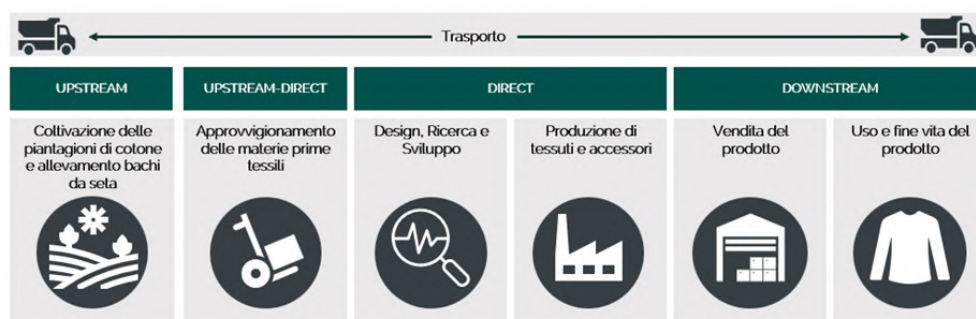 Trasporto
UPSTREAM
UPSTREAM-DIRECT
DIRECT
DOWNSTREAM
Coltivazione delle
piantagioni di cotone
e allevamento bachi
da seta
Approvvigionamento
delle materie prime
tessili
Design, Ricerca e
Sviluppo
Produzione di
tessuti e accessori
Vendita del
prodotto
Uso e fine vita del
prodotto